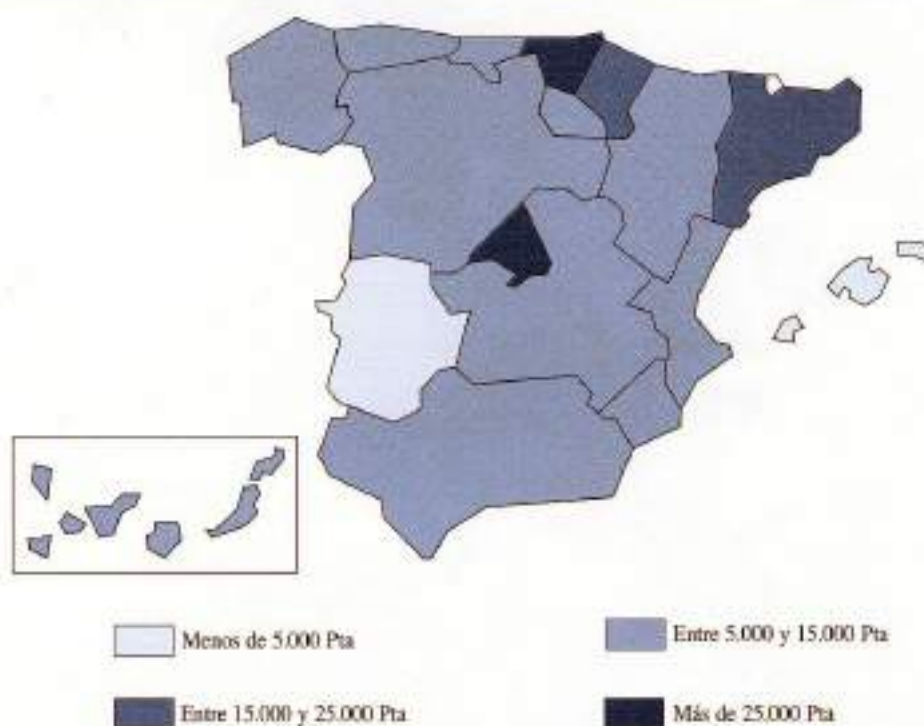 Menos de 5.000 Pta
Entre 5.000 y 15.000 Pta
Entre 15.000 y 25.000 Pta
Más de 25.000 Pta